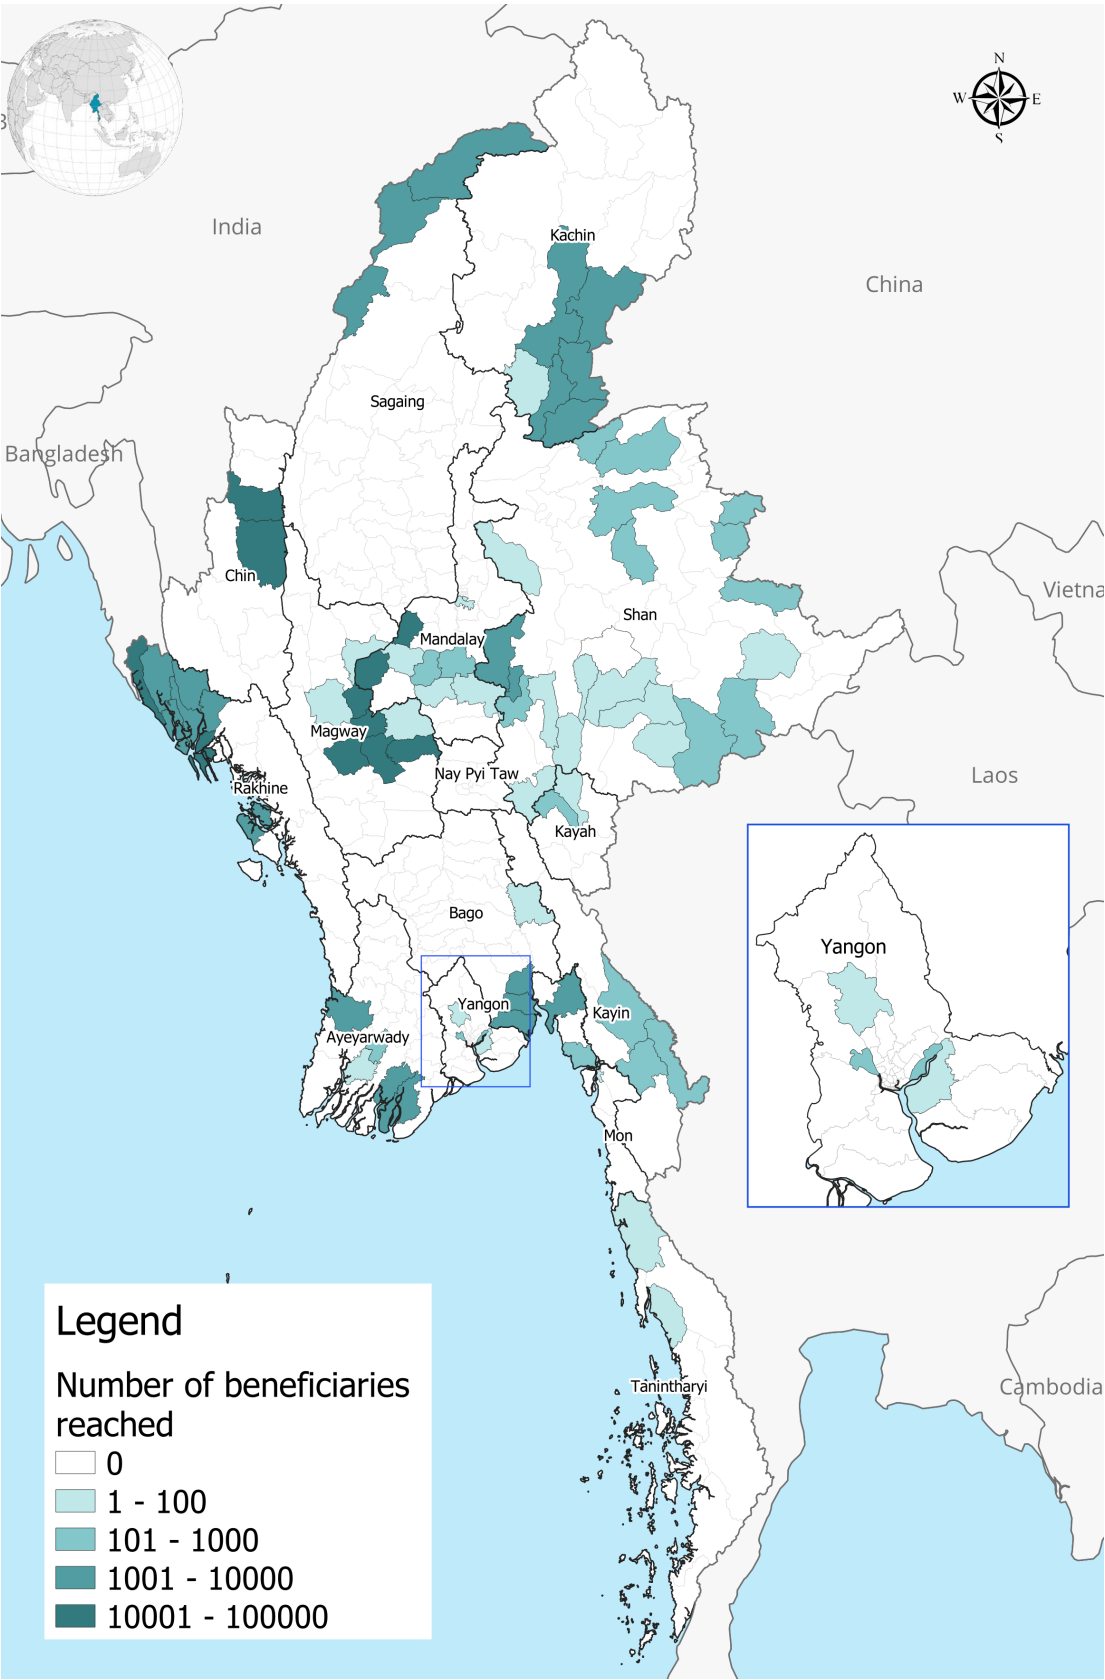 N
W
E
S
B
India
Kachin
China
Sagaing
Bangladesh
Chin
Vietna
Shan
Mandalay
Magway
Nay Pyi Taw
Laos
Rakhine
Kayah
Bago
Yangon
Yangon
Kayin
Ayeyarwady
Mon
Tanintharyi
Cambodia
Legend
Number of beneficiaries
reached
0
1 - 100
101 - 1000
1001 - 10000
10001 - 100000